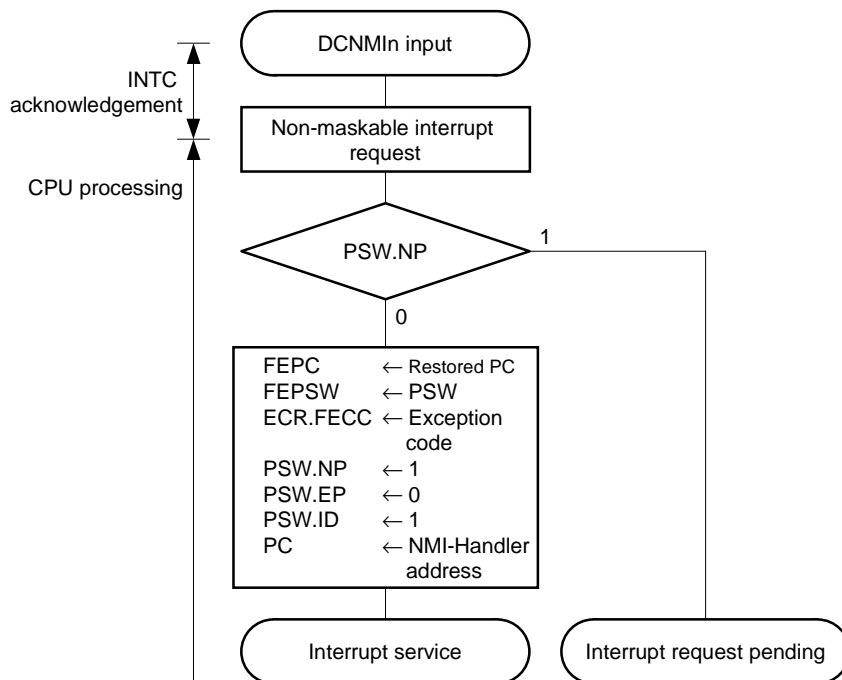 DCNMIn input
INTC
acknowledgement
Non-maskable interrupt
request
CPU processing
PSW.NP
1
0
FEPC ← Restored PC
FEPSW ← PSW
ECR.FECC ← Exception
code
PSW.NP ← 1
PSW.EP ← 0
PSW.ID ← 1
PC ← NMI-Handler
address
Interrupt service
Interrupt request pending